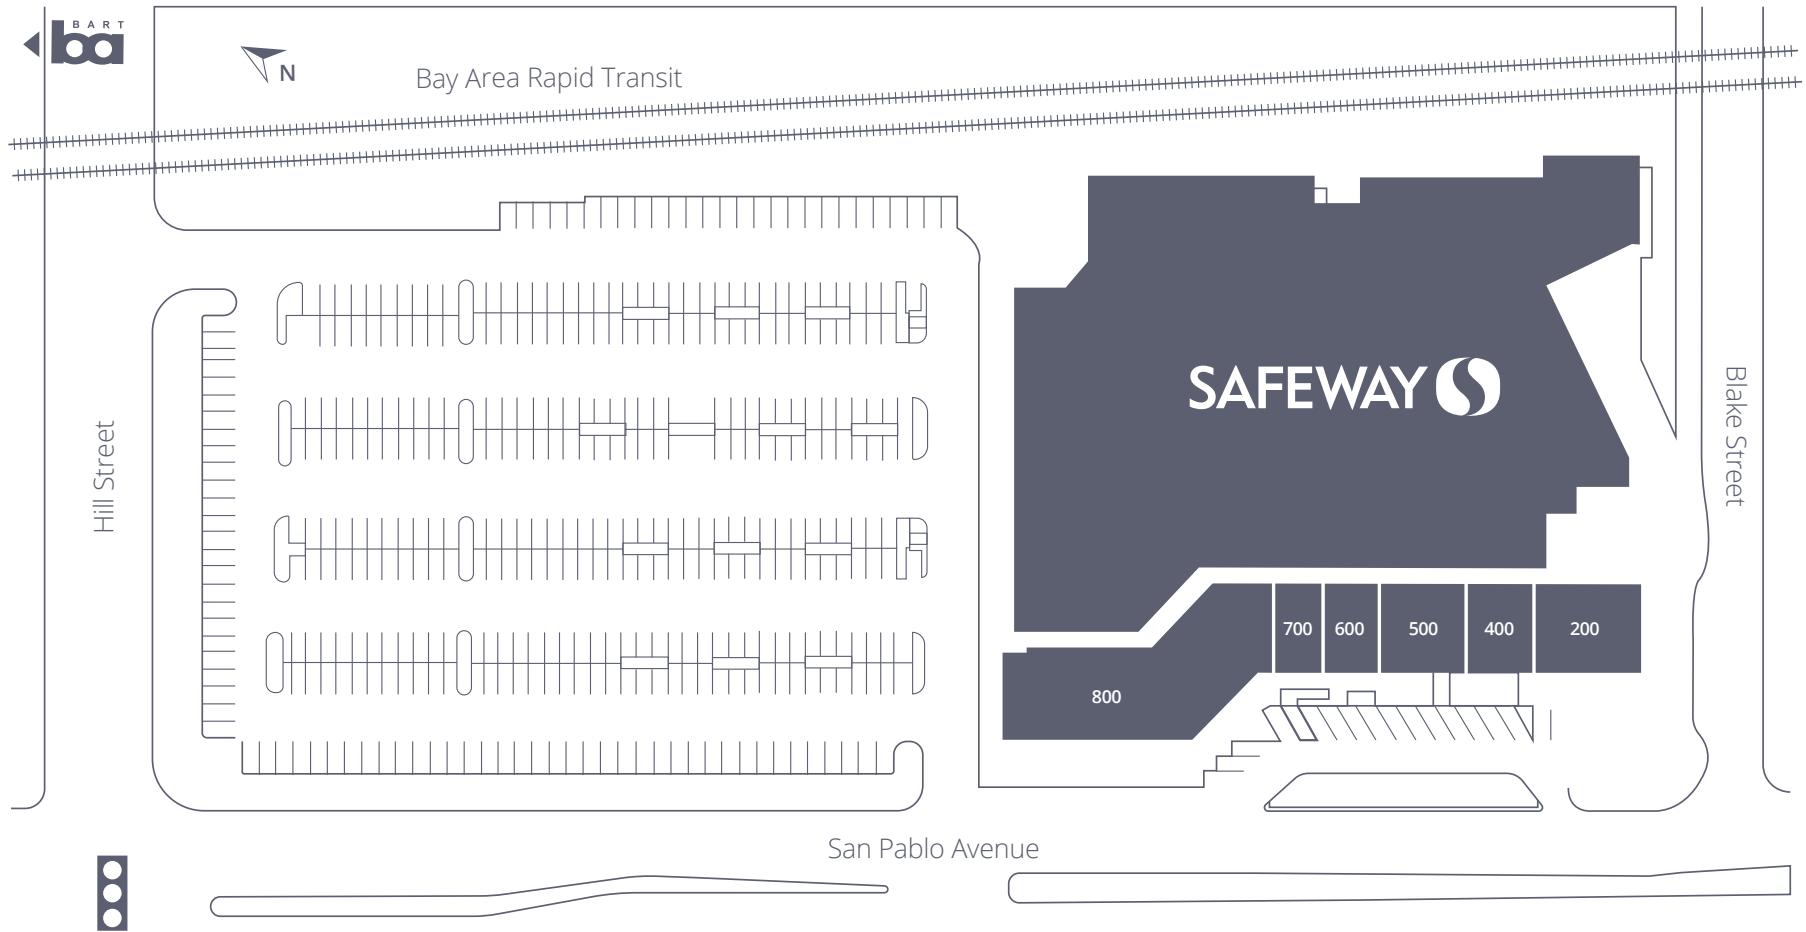 BART
ba
N
Bay Area Rapid Transit
SAFEWAY
Hill Street
Blake Street
700
600
500
400
200
800
San Pablo Avenue